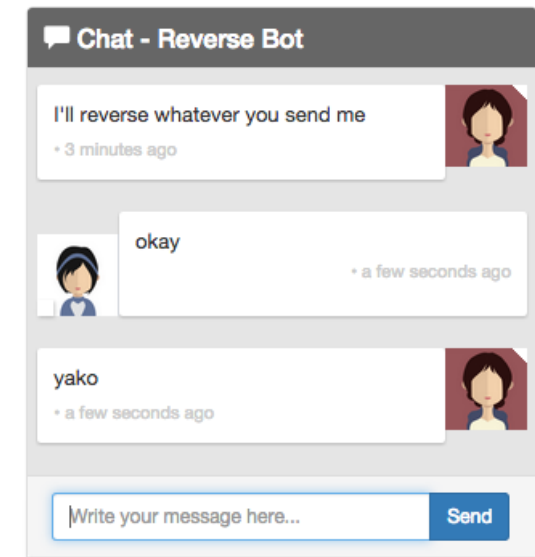 Chat - Reverse Bot
I'll reverse whatever you send me
• 3 minutes ago
okay
• a few seconds ago
yako
• a few seconds ago
Write your message here...
Send